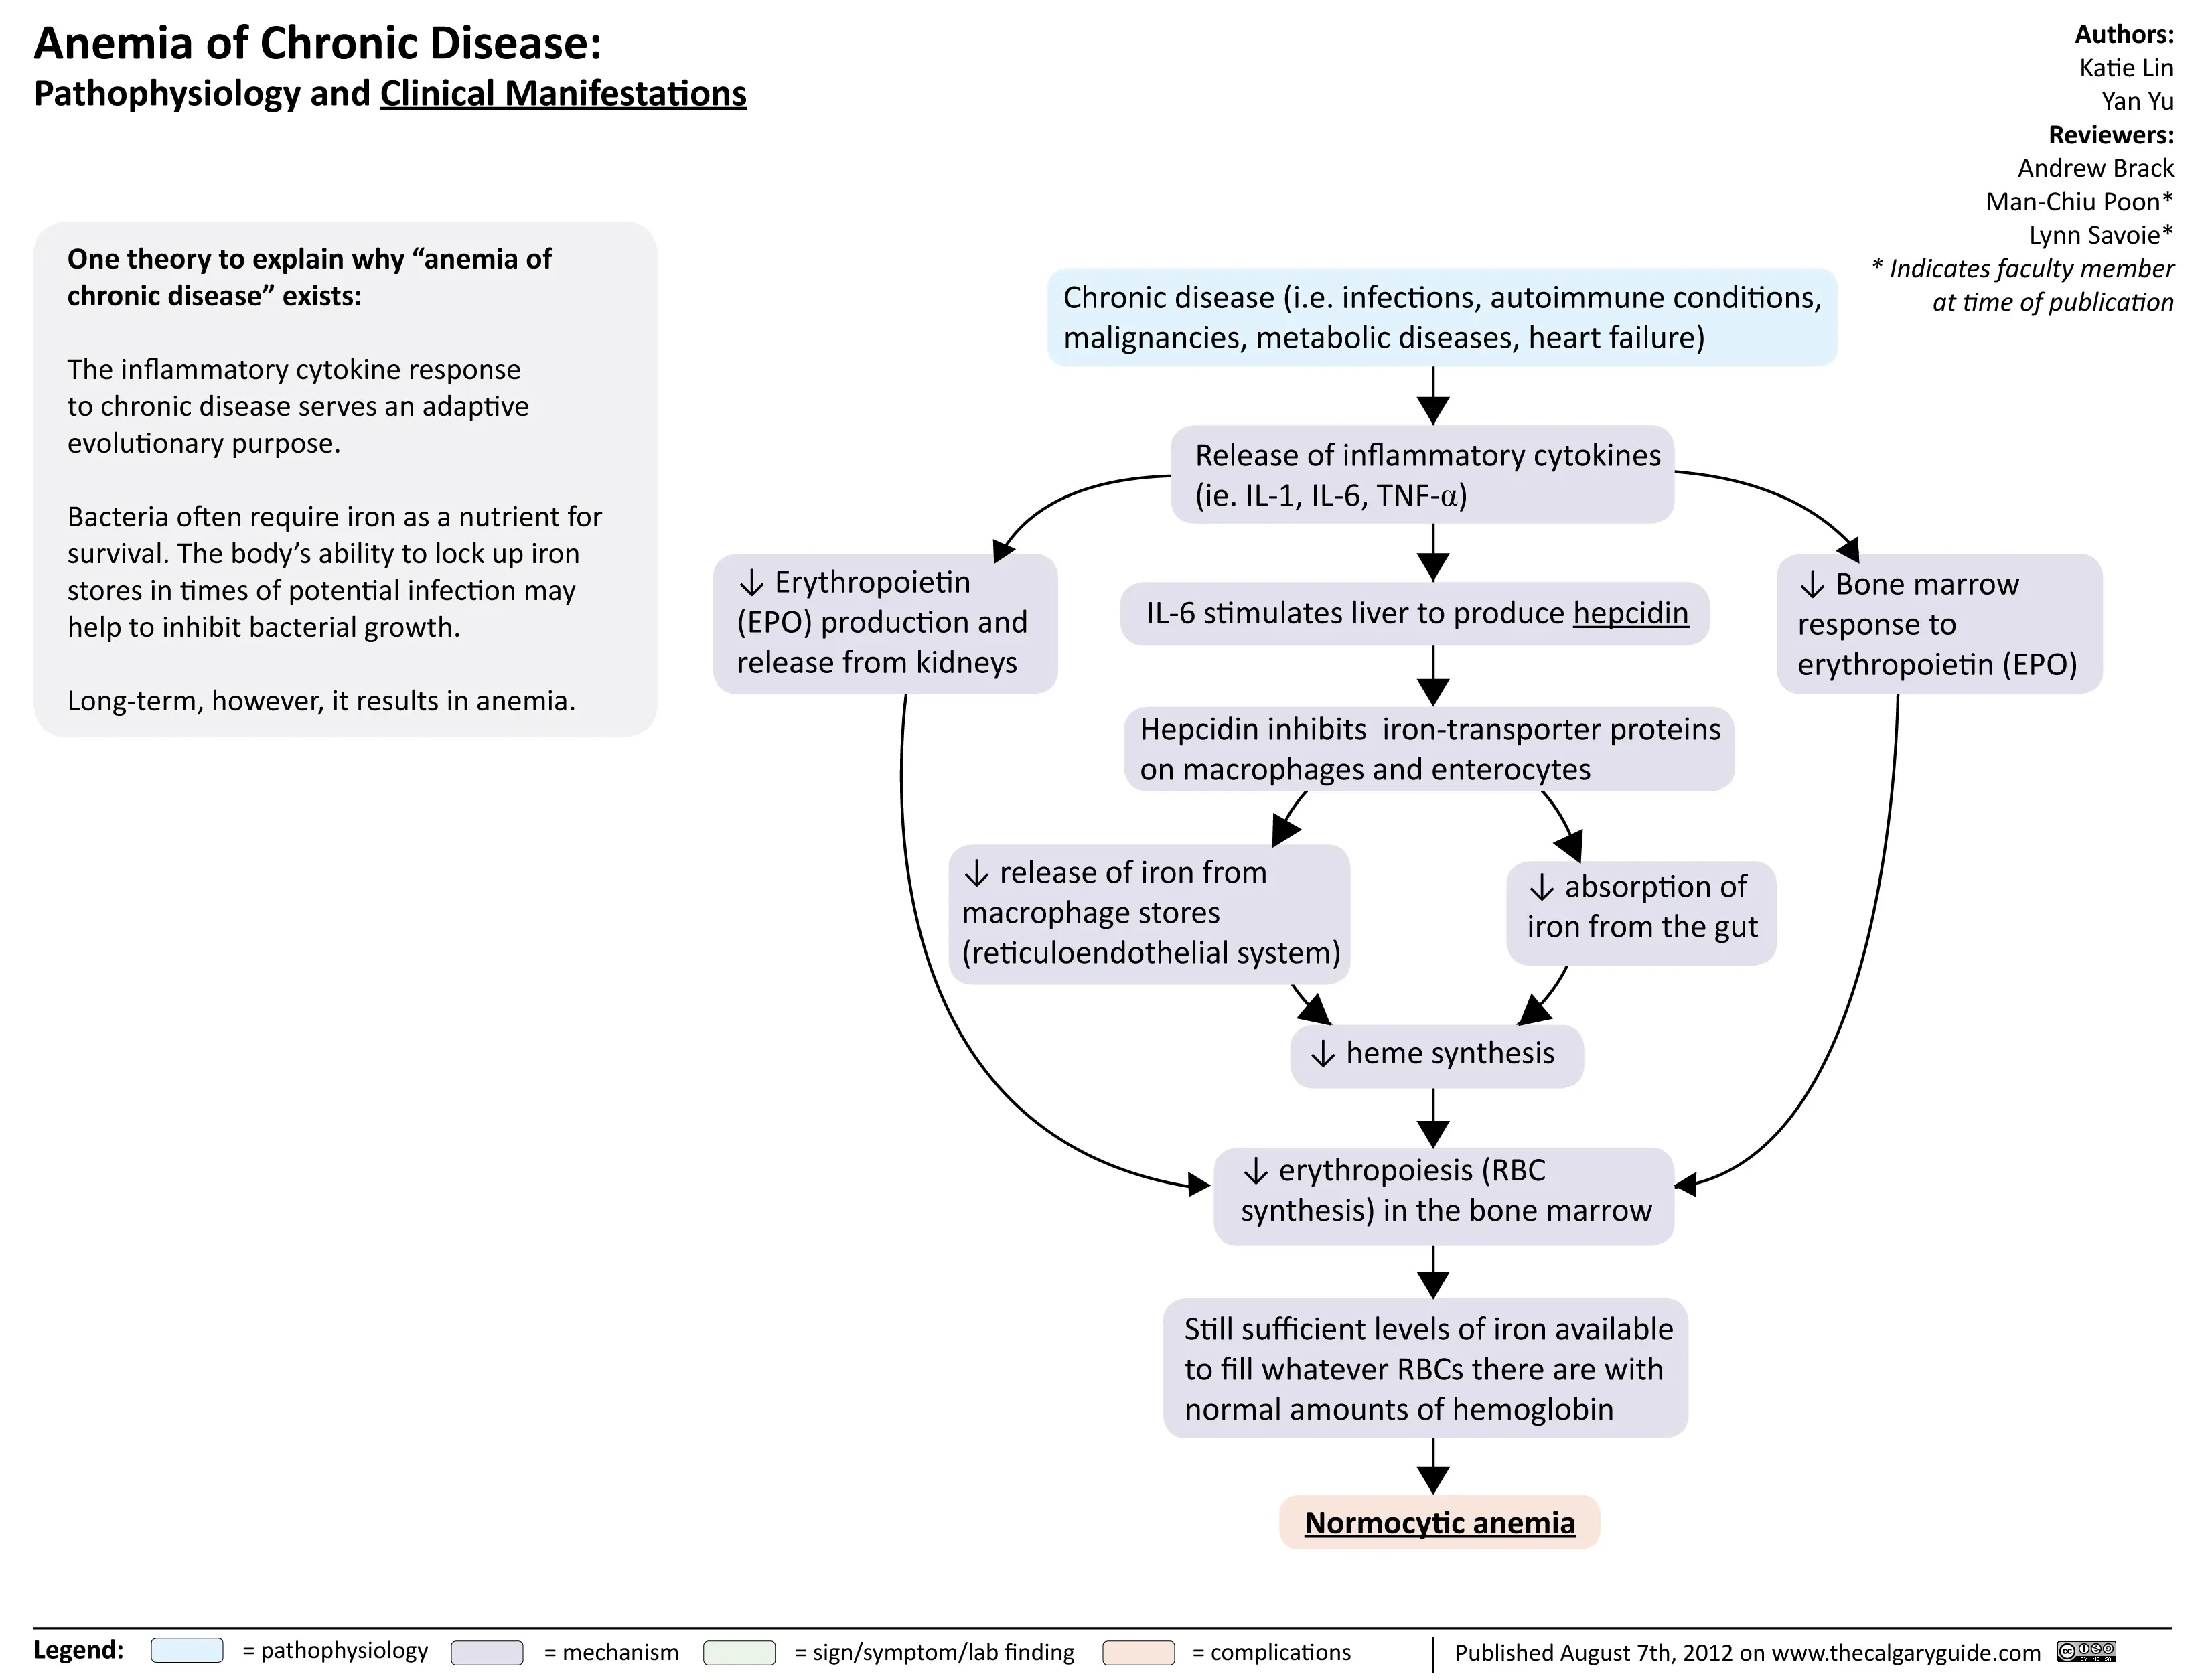 Anemia of Chronic Disease:
Pathophysiology and Clinical Manifestations
Authors:
Katie Lin
Yan Yu
Reviewers:
Andrew Brack
Man-Chiu Poon*
Lynn Savoie*
* Indicates faculty member
at time of publication
One theory to explain why “anemia of
chronic disease” exists:
The inflammatory cytokine response
to chronic disease serves an adaptive
evolutionary purpose.
Bacteria often require iron as a nutrient for
survival. The body’s ability to lock up iron
stores in times of potential infection may
help to inhibit bacterial growth.
Long-term, however, it results in anemia.
Chronic disease (i.e. infections, autoimmune conditions,
malignancies, metabolic diseases, heart failure)
Release of inflammatory cytokines
(ie. IL-1, IL-6, TNF-α)
↓ Erythropoietin
(EPO) production and
release from kidneys
IL-6 stimulates liver to produce hepcidin
↓ Bone marrow
response to
erythropoietin (EPO)
Hepcidin inhibits iron-transporter proteins
on macrophages and enterocytes
↓ release of iron from
macrophage stores
(reticuloendothelial system)
↓ absorption of
iron from the gut
↓ heme synthesis
↓ erythropoiesis (RBC
synthesis) in the bone marrow
Still sufficient levels of iron available
to fill whatever RBCs there are with
normal amounts of hemoglobin
Normocytic anemia
Legend: = pathophysiology = mechanism = sign/symptom/lab finding = complications Published August 7th, 2012 on www.thecalgaryguide.com
cc BY NC SA